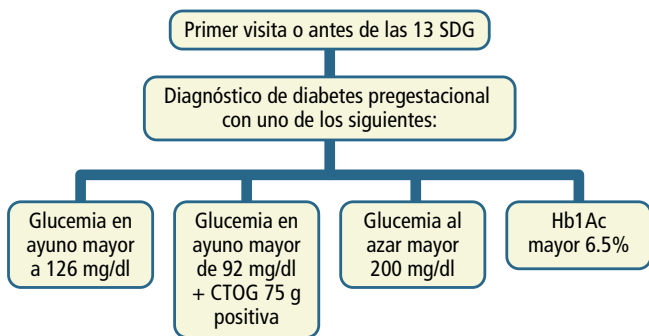 Primer visita o antes de las 13 SDG
Diagnóstico de diabetes pregestacional
con uno de los siguientes:
Glucemia en
ayuno mayor
a 126 mg/dl
Glucemia en
ayuno mayor
de 92 mg/dl
+ CTOG 75 g
positiva
Glucemia al
azar mayor
200 mg/dl
Hb1Ac
mayor 6.5%